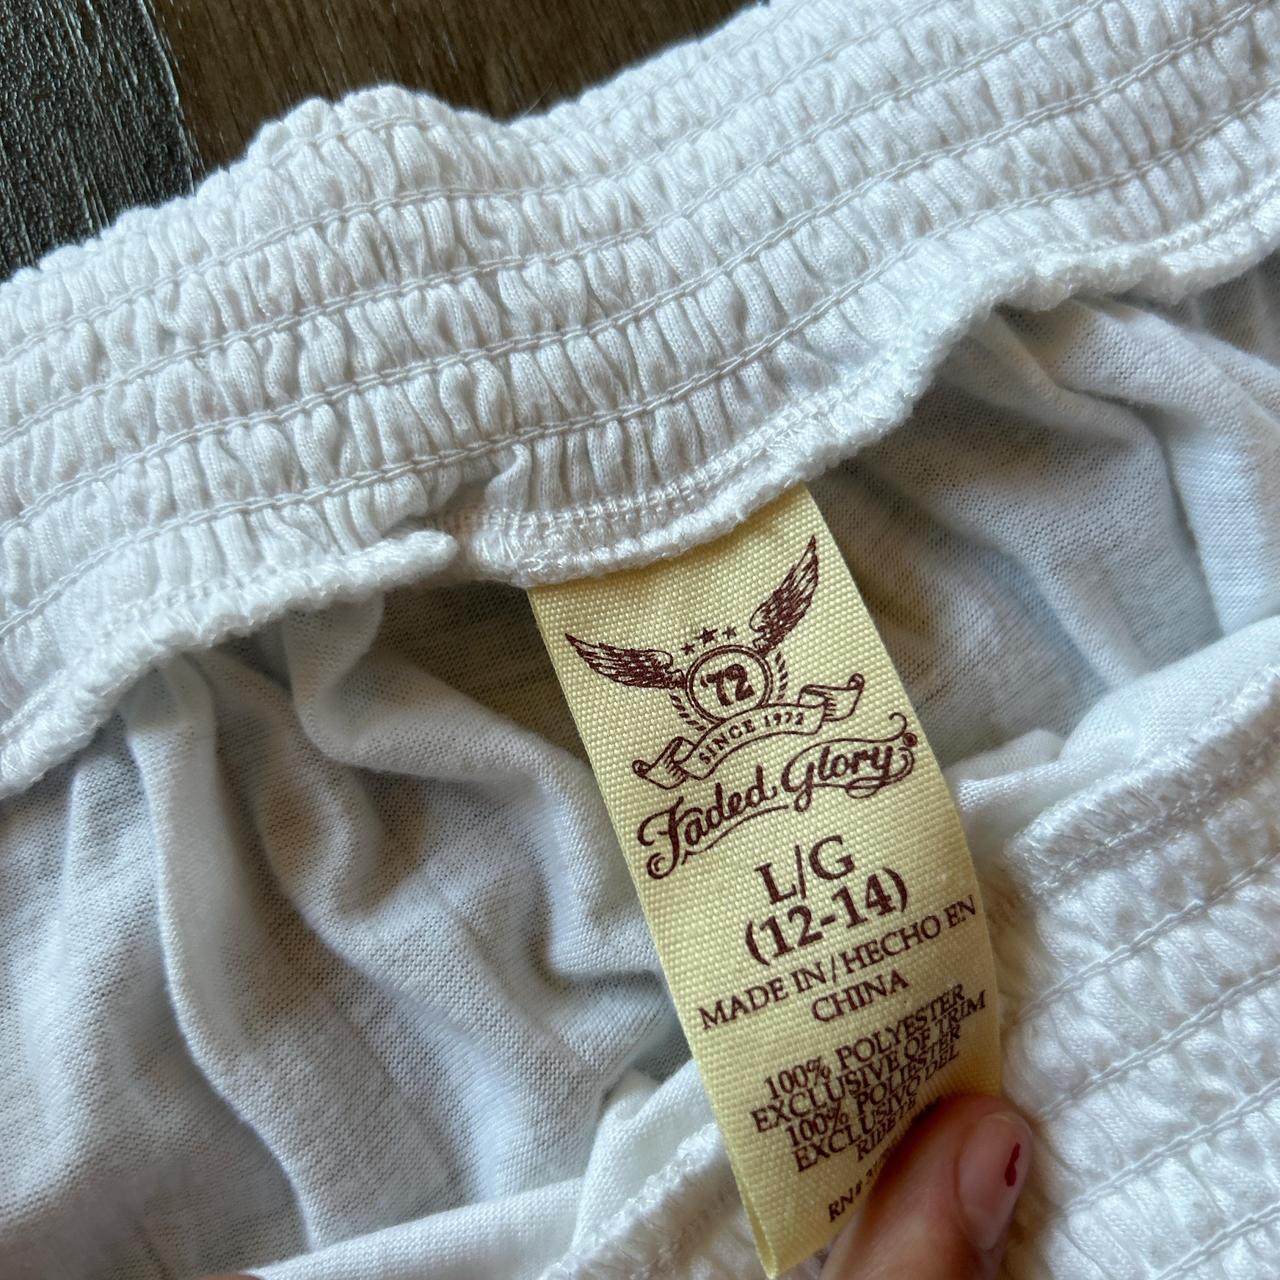 '72
SINCE 1972
Faded Glory®
©
L/G
(12-14)
MADE IN/HECHO EN
CHINA
100% POLYESTER
EXCLUSIVE OF TRIM
100% POLIESTER
EXCLUSIVO DEL
RN#